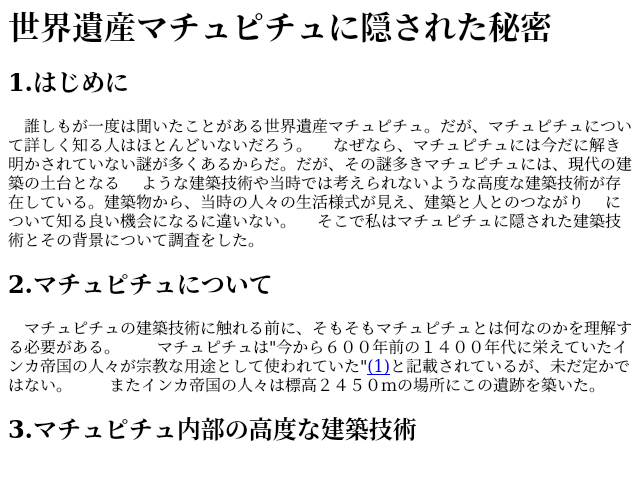 世界遺産マチュピチュに隠された秘密
1.はじめに
　誰しもが一度は聞いたことがある世界遺産マチュピチュ。だが、マチュピチュについ
て詳しく知る人はほとんどいないだろう。　なぜなら、マチュピチュには今だに解き
明かされていない謎が多くあるからだ。だが、その謎多きマチュピチュには、現代の建
築の土台となる　ような建築技術や当時では考えられないような高度な建築技術が存
在している。建築物から、当時の人々の生活様式が見え、建築と人とのつながり　に
ついて知る良い機会になるに違いない。　そこで私はマチュピチュに隠された建築技
術とその背景について調査をした。
2.マチュピチュについて
　マチュピチュの建築技術に触れる前に、そもそもマチュピチュとは何なのかを理解す
る必要がある。　　マチュピチュは"今から６００年前の１４００年代に栄えていたイ
ンカ帝国の人々が宗教な用途として使われていた"(1)と記載されているが、未だ定かで
はない。　　またインカ帝国の人々は標高２４５０mの場所にこの遺跡を築いた。
3.マチュピチュ内部の高度な建築技術